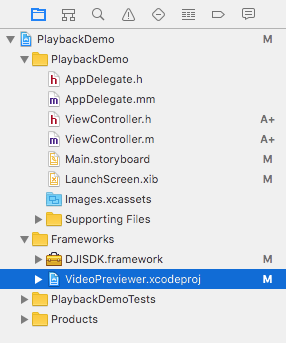 PlaybackDemo M
PlaybackDemo
h AppDelegate.h
m AppDelegate.mm
h ViewController.h A+
m ViewController.m A+
Main.storyboard M
LaunchScreen.xib M
Images.xcassets
Supporting Files
Frameworks
DJISDK.framework M
VideoPreviewer.xcodeproj M
PlaybackDemoTests
Products